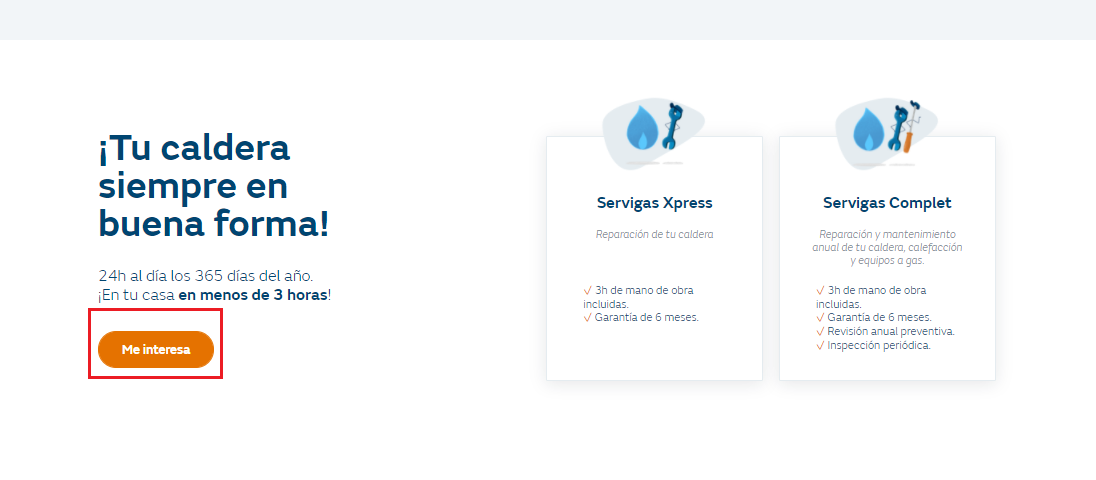 ¡Tu caldera
siempre en
buena forma!
24h al día los 365 días del año.
¡En tu casa en menos de 3 horas!
Me interesa
Servigas Xpress
Reparación de tu caldera
√ 3h de mano de obra
incluidas.
√ Garantía de 6 meses.
Servigas Complet
Reparación y mantenimiento
anual de tu caldera, calefacción
y equipos a gas.
√ 3h de mano de obra
incluidas.
√ Garantía de 6 meses.
√ Revisión anual preventiva.
√ Inspección periódica.